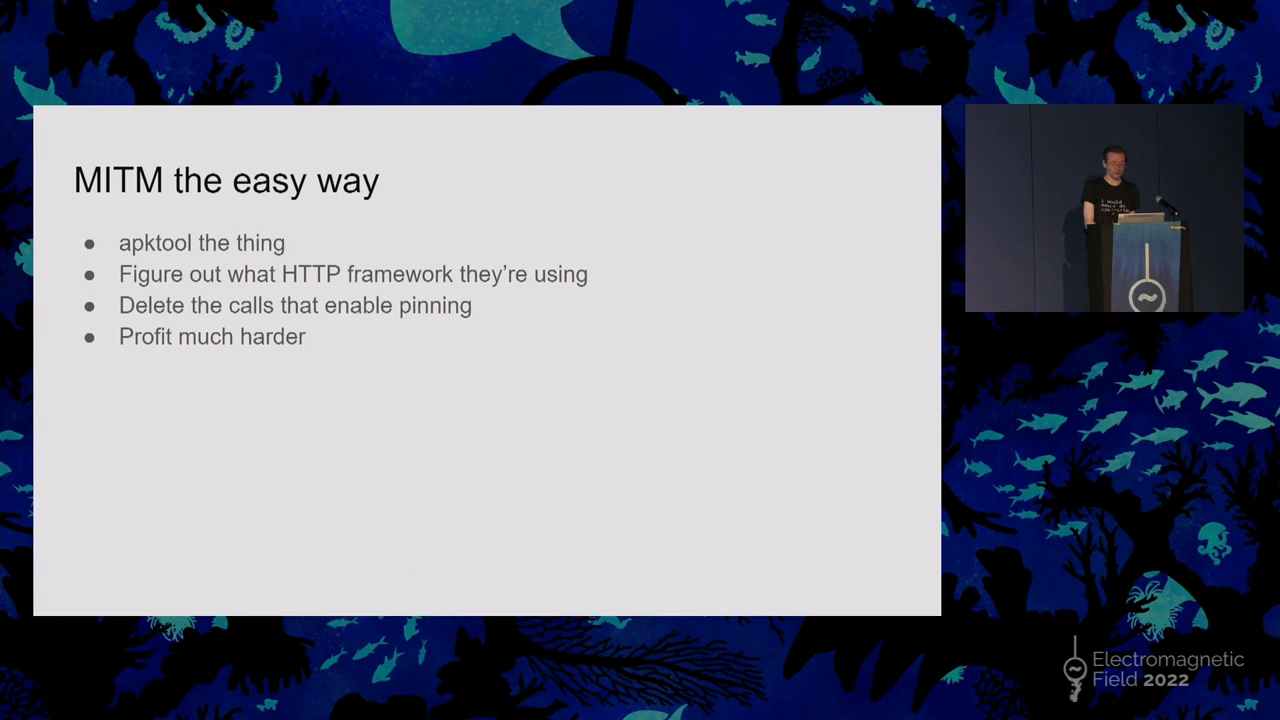 MITM the easy way
● apktool the thing
● Figure out what HTTP framework they're using
● Delete the calls that enable pinning
● Profit much harder
i would
Electromagnetic
Field 2022